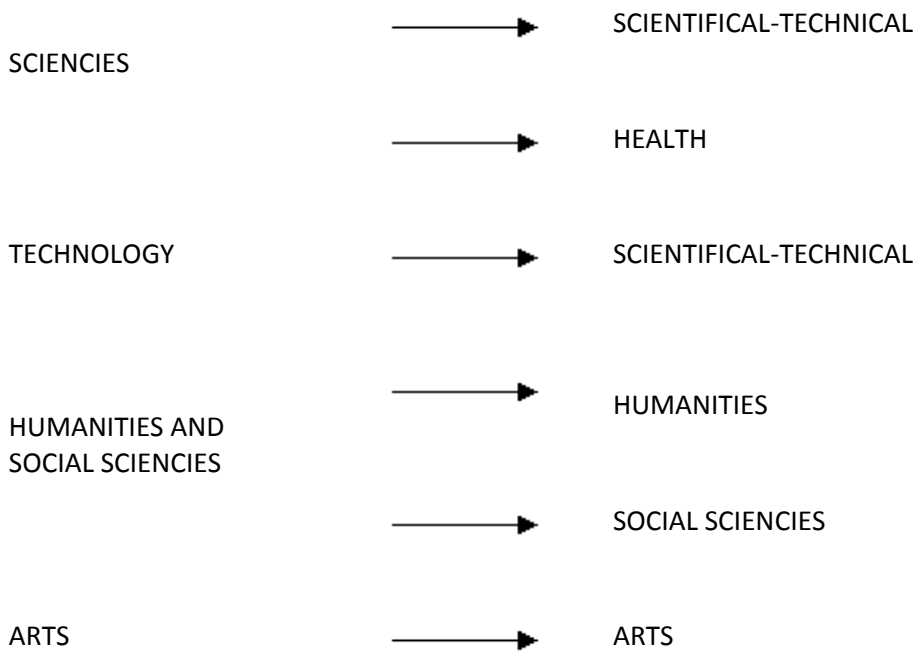 SCIENTIFICAL-TECHNICAL
SCIENCIES
HEALTH
TECHNOLOGY
SCIENTIFICAL-TECHNICAL
HUMANITIES
HUMANITIES AND
SOCIAL SCIENCIES
SOCIAL SCIENCIES
ARTS
ARTS